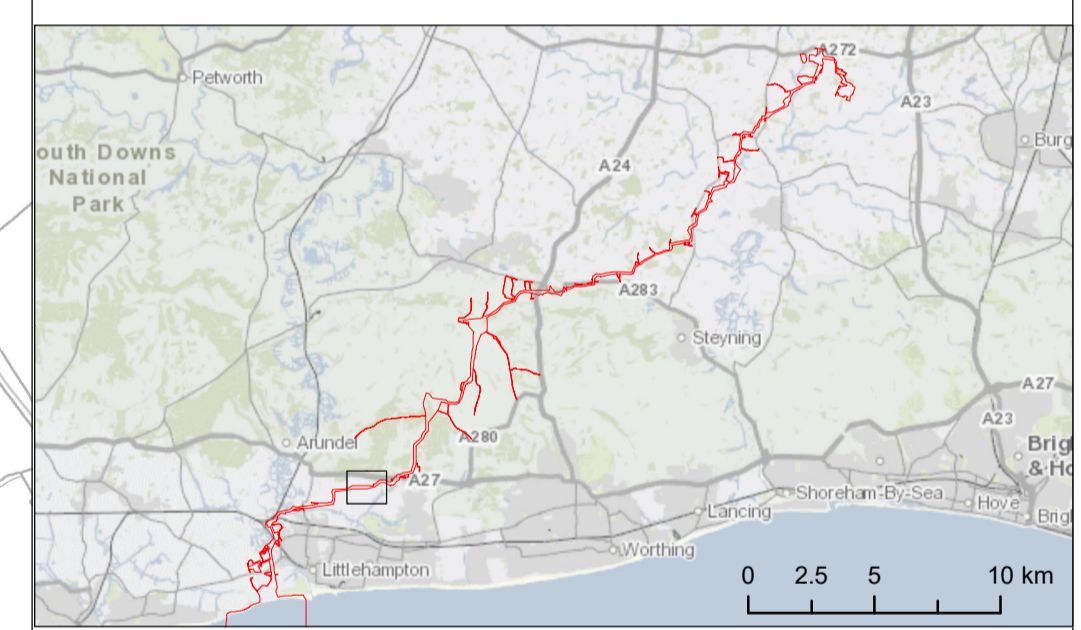 A272
Petworth
A23
Burg
outh Downs
National
Park
A24
A283
Steyning
A27
A23
Arundel
A280
Brig
& Ho
A27
Shoreham-By-Sea
Hove
Lancing
Brig
Worthing
Littlehampton
0 2.5 5 10 km